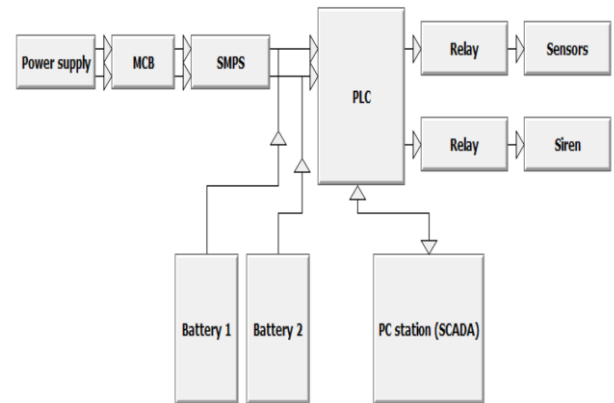 Power supply
MCB
SMPS
PLC
Relay
Sensors
Relay
Siren
Battery 1
Battery 2
PC station (SCADA)